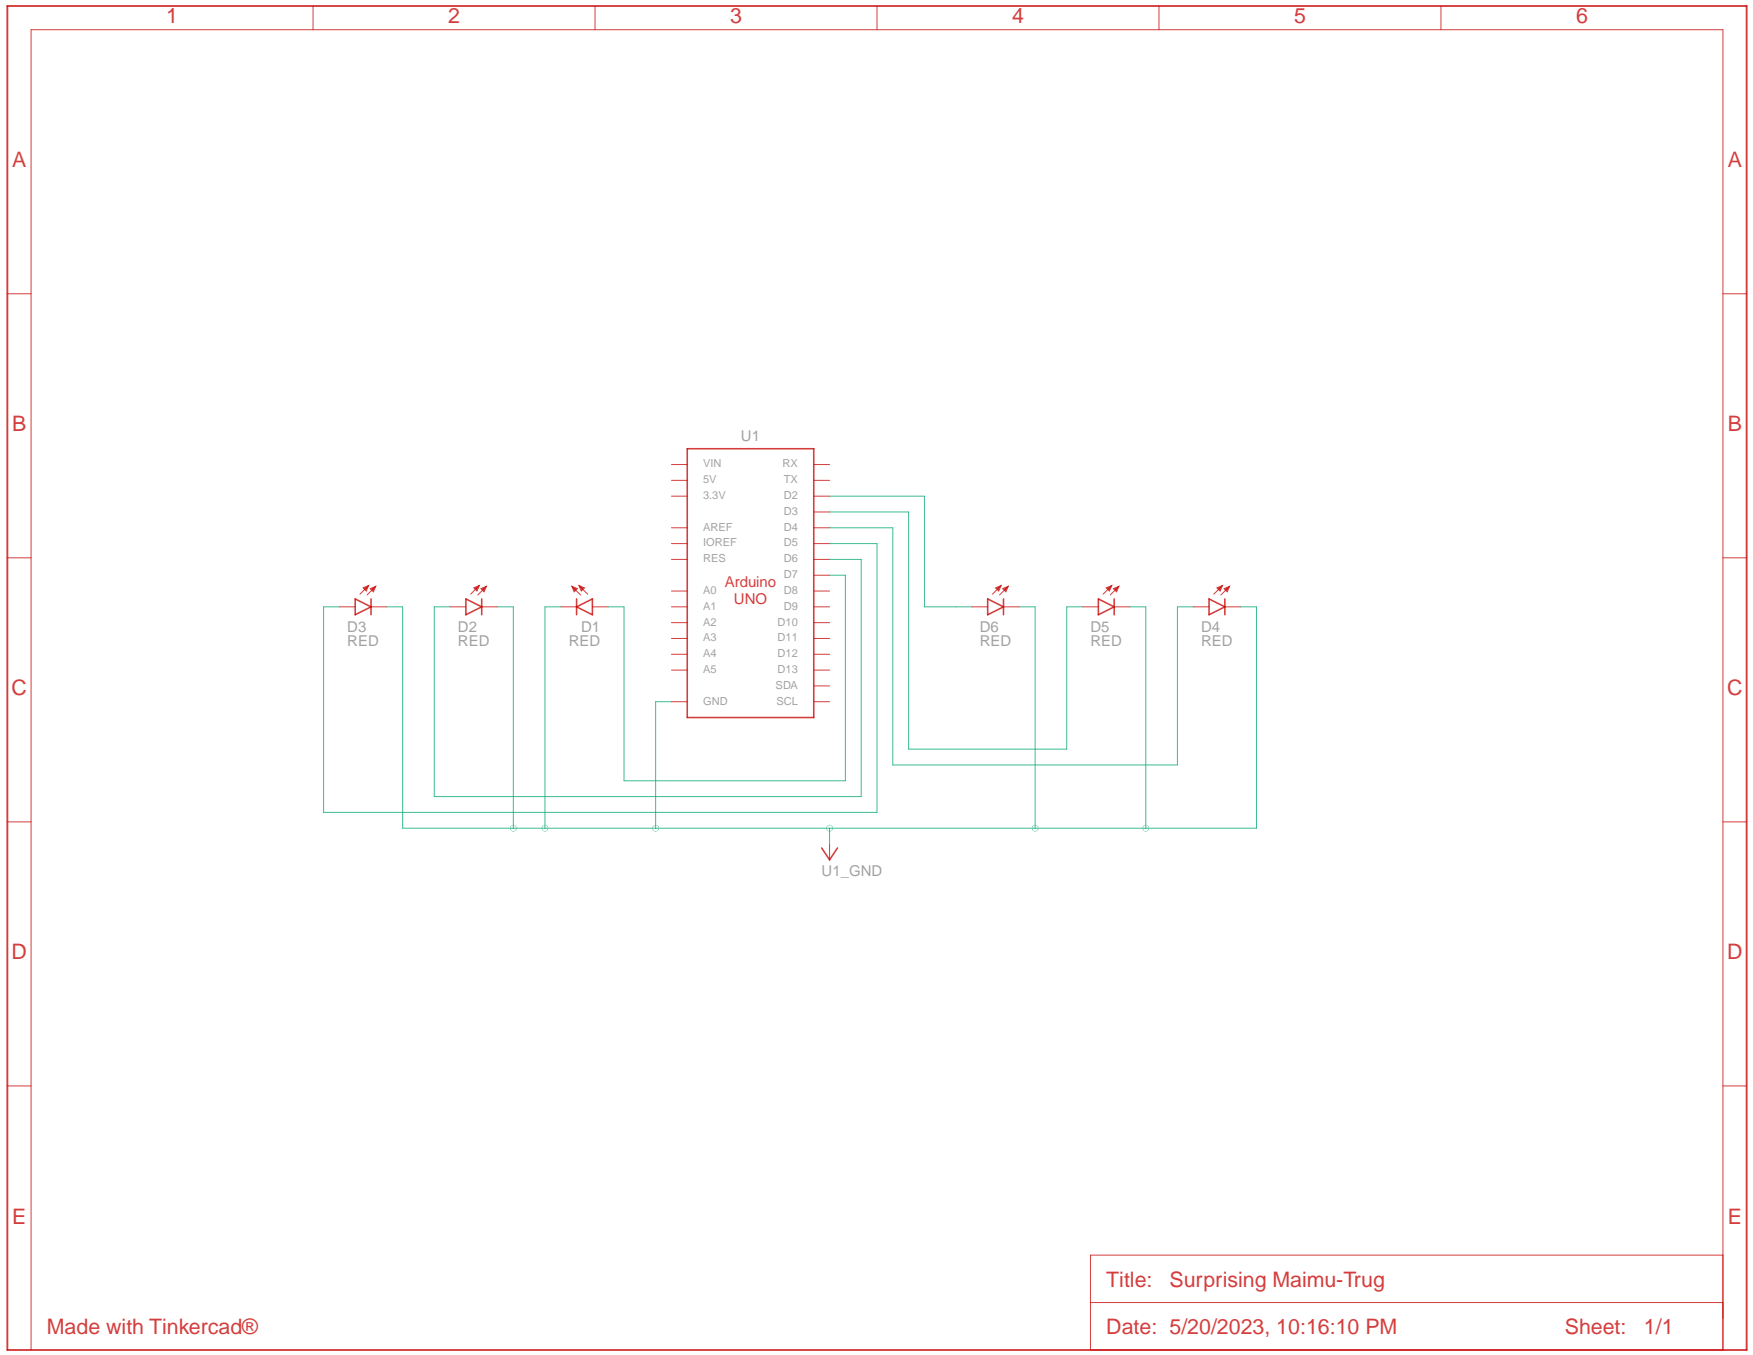 1 2 3 4 5 6
A A
B B
U1
VIN RX
5V TX
3.3V D2
D3
AREF D4
IOREF D5
RES D6
D7
Arduino
UNO
A0 D8
A1 D9
A2 D10
A3 D11
A4 D12
A5 D13
SDA
GND SCL
D3 D2 D1 D6 D5 D4
RED RED RED RED RED RED
C C
U1_GND
D D
E E
Title: Surprising Maimu-Trug
Made with Tinkercad®
Date: 5/20/2023, 10:16:10 PM Sheet: 1/1